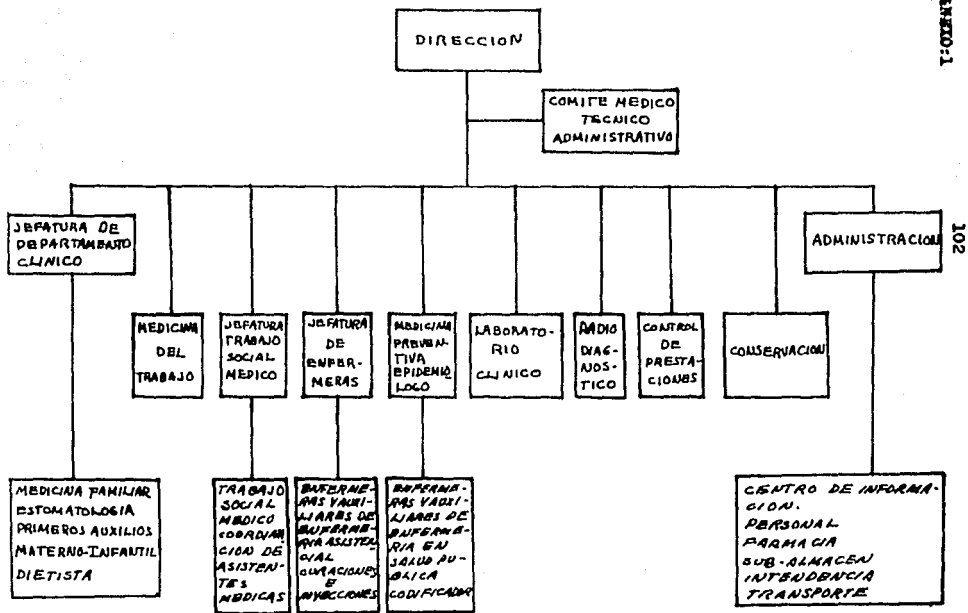 ANEXO:1
102
DIRECCION
COMITE MEDICO
TECNICO
ADMINISTRATIVO
JEFATURA DE
DEPARTAMENTO
CLINICO
ADMINISTRACION
MEDICINA
DEL
TRABAJO
JEFATURA
TRABAJO
SOCIAL
MEDICO
JEFATURA
DE
ENFER-
MERAS
MEDICINA
PREVEN-
TIVA
EPIDEMIO
LOGO
LABORATO-
RIO
CLINICO
RADIO
DIAG-
NOS-
TICO
CONTROL
DE
PRESTA-
CIONES
CONSERVACION
MEDICINA FAMILIAR
ESTOMATOLOGIA
PRIMEROS AUXILIOS
MATERNO-INFANTIL
DIETISTA
TRABAJO
SOCIAL
MEDICO
COORDINA
CION DE
ASISTEN-
TES
MEDICAS
ENFERME-
RAS Y AUXI-
LIARES DE
ENFERME-
RIA ASISTEN
CIAL
CURACIONES
E
INYECCIONES
ENFERME-
RAS Y AUXI-
LIARES DE
ENFERME-
RIA EN
SALUD PU-
BLICA
CODIFICADOR
CENTRO DE INFORMA-
CION.
PERSONAL
FARMACIA
SUB-ALMACEN
INTENDENCIA
TRANSPORTE